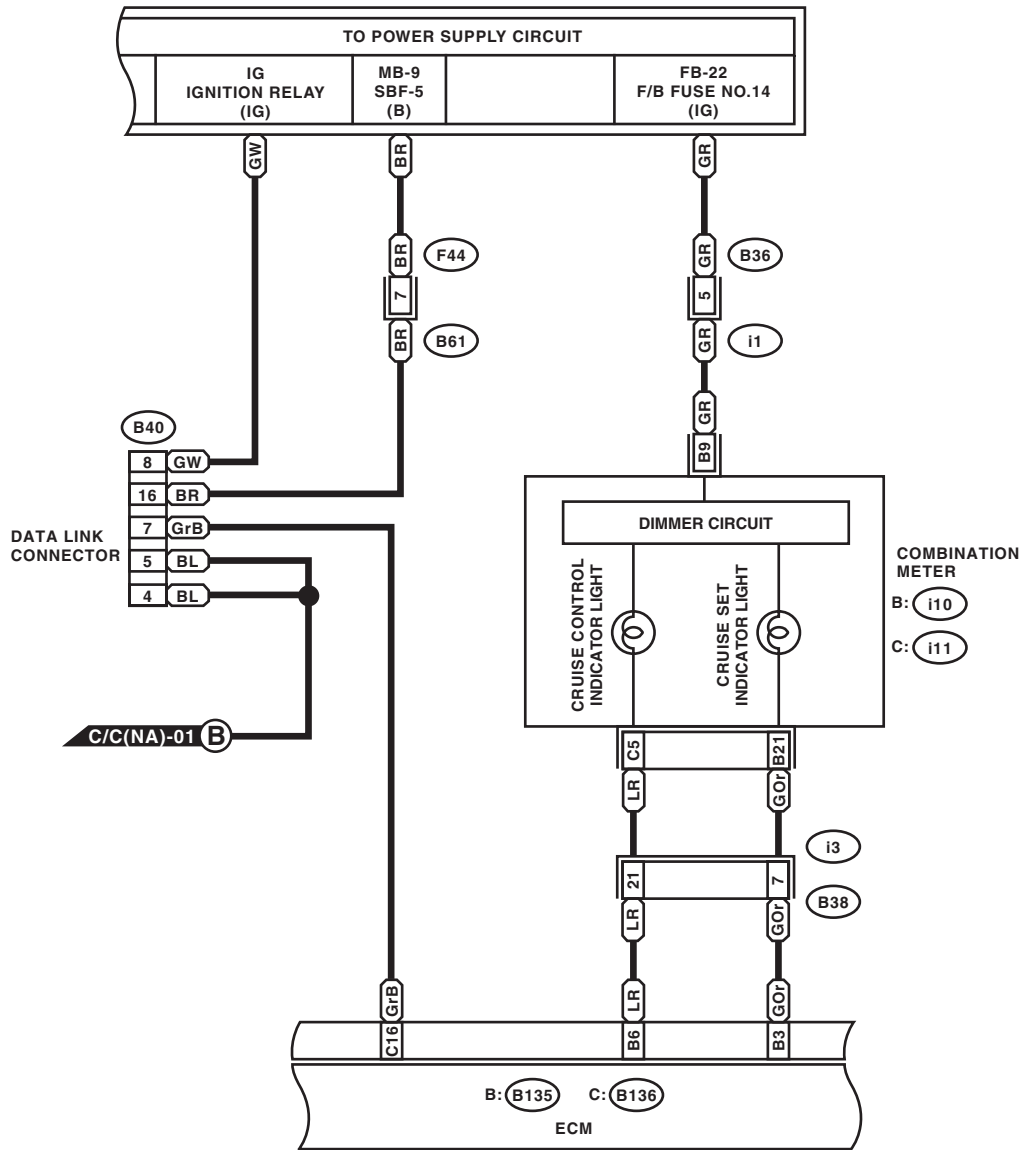 TO POWER SUPPLY CIRCUIT
IG
IGNITION RELAY
(IG)
MB-9
SBF-5
(B)
FB-22
F/B FUSE NO.14
(IG)
GW
BR
GR
BR
F44
GR
B36
7
5
BR
B61
GR
i1
GR
B9
B40
8 GW
16 BR
7 GrB
5 BL
4 BL
DATA LINK
CONNECTOR
DIMMER CIRCUIT
CRUISE CONTROL
INDICATOR LIGHT
CRUISE SET
INDICATOR LIGHT
COMBINATION
METER
B: i10
C: i11
C/C(NA)-01 B
C5
B21
LR
GOr
i3
21
7
B38
LR
GOr
GrB
LR
GOr
C16
B6
B3
B: B135 C: B136
ECM